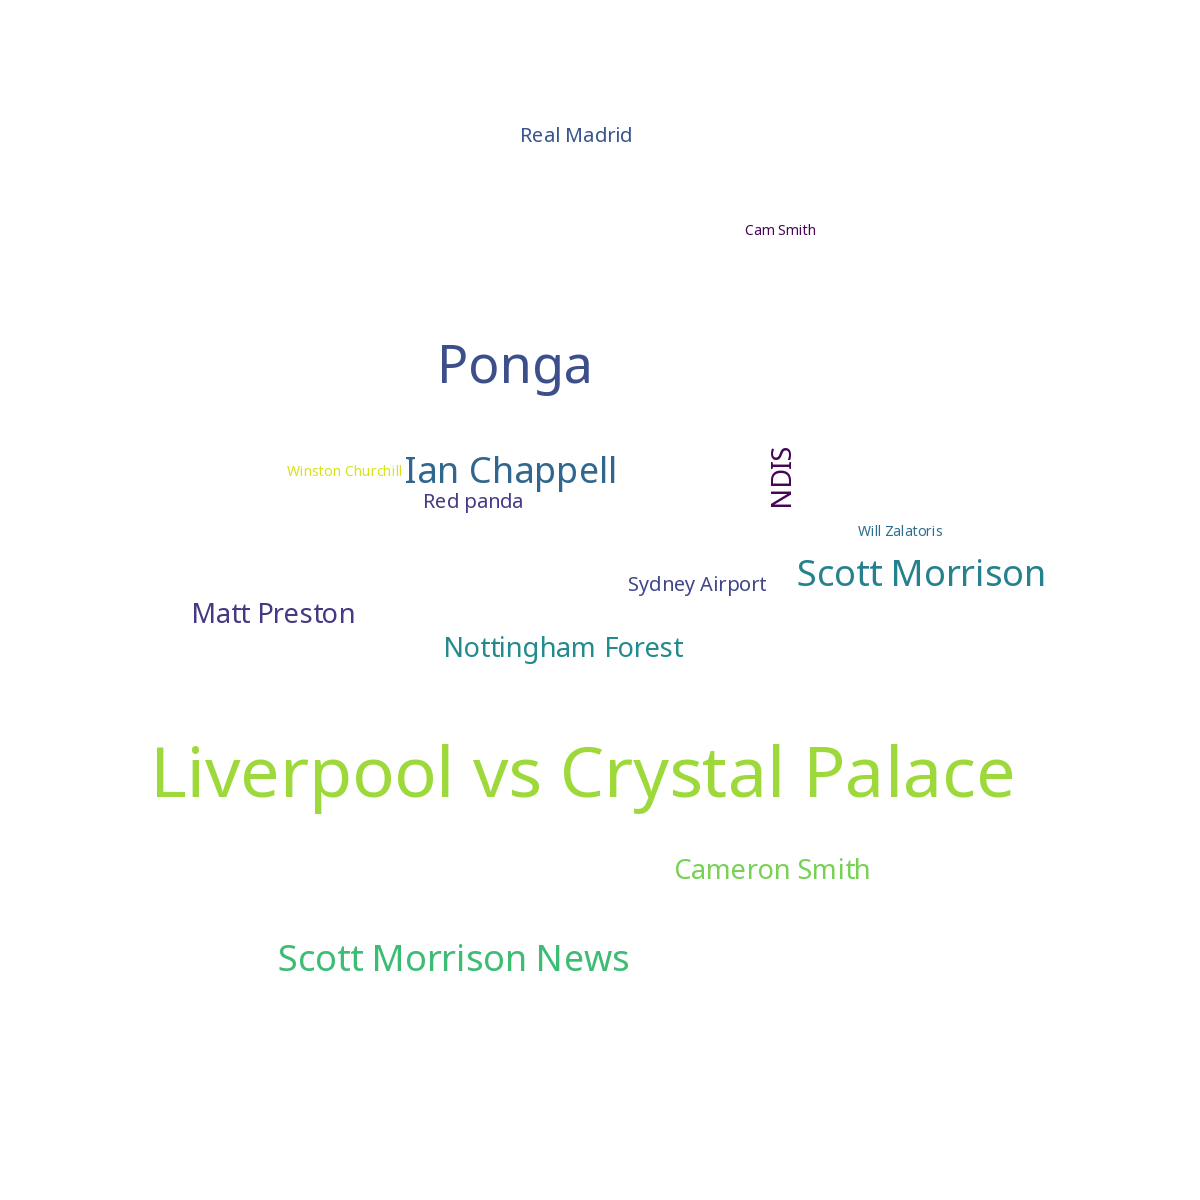 Real Madrid
Cam Smith
Ponga
Winston Churchill
Ian Chappell
NDIS
Red panda
Will Zalatoris
Scott Morrison
Sydney Airport
Matt Preston
Nottingham Forest
Liverpool vs Crystal Palace
Cameron Smith
Scott Morrison News